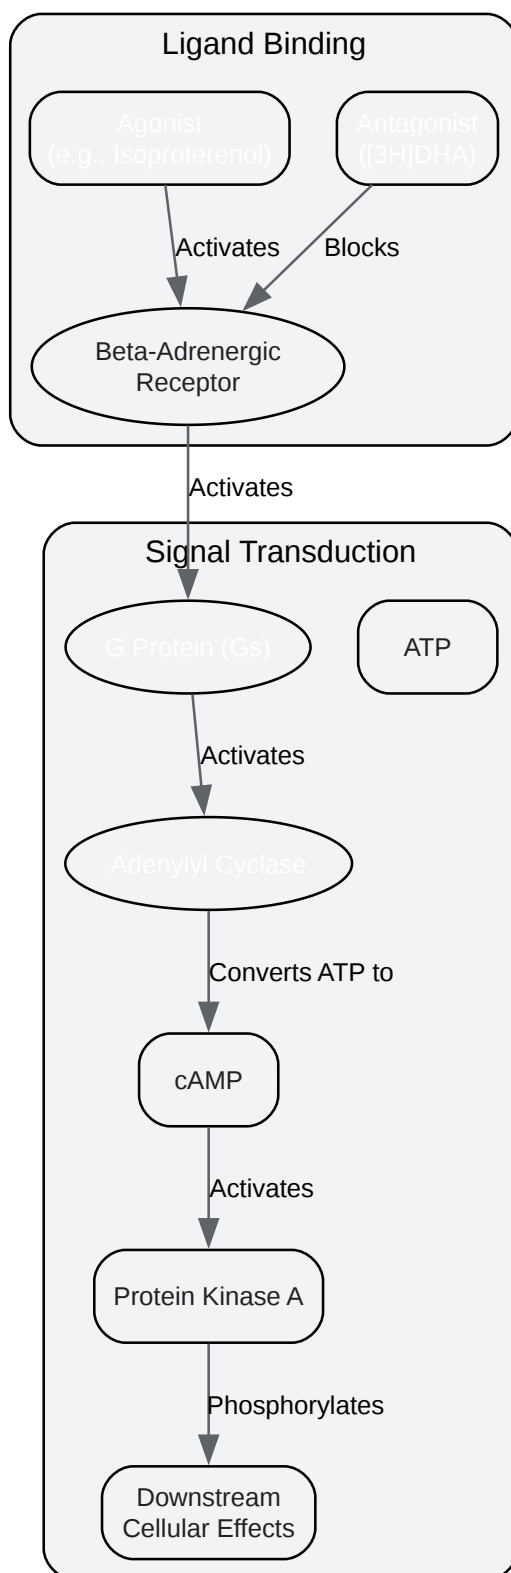 Ligand Binding
Agonist
(e.g., Isoproterenol)
Antagonist
([3H]DHA)
Activates
Blocks
Beta-Adrenergic
Receptor
Activates
Signal Transduction
G Protein (Gs)
ATP
Activates
Adenylyl Cyclase
Converts ATP to
cAMP
Activates
Protein Kinase A
Phosphorylates
Downstream
Cellular Effects